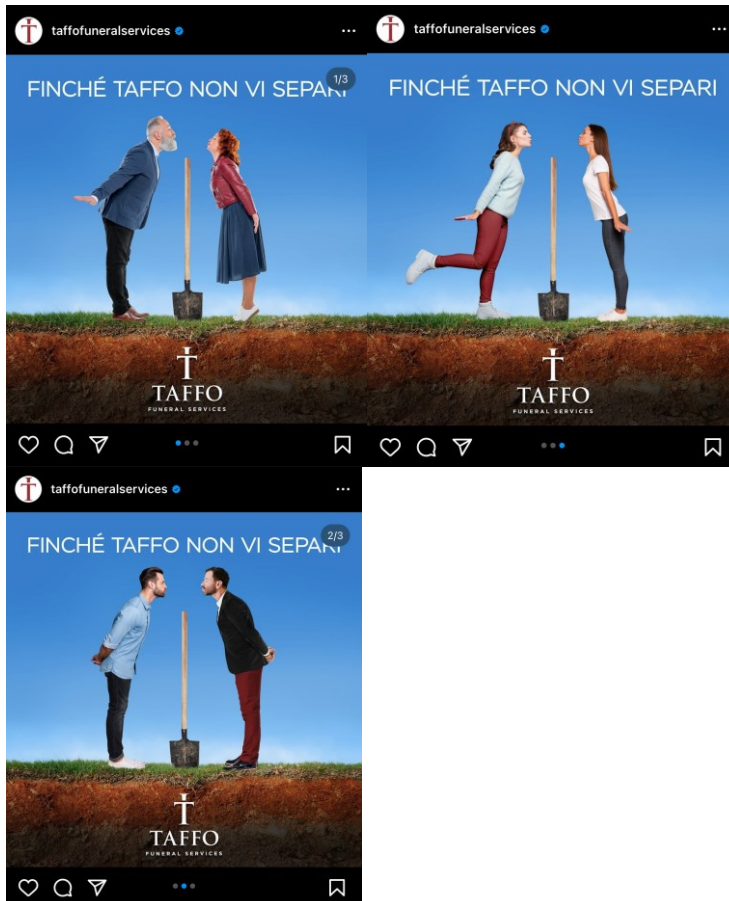 taffofuneralservices
1/3
FINCHÉ TAFFO NON VI SEPARI
TAFFO
FUNERAL SERVICES
taffofuneralservices
FINCHÉ TAFFO NON VI SEPARI
TAFFO
FUNERAL SERVICES
taffofuneralservices
2/3
FINCHÉ TAFFO NON VI SEPARI
TAFFO
FUNERAL SERVICES